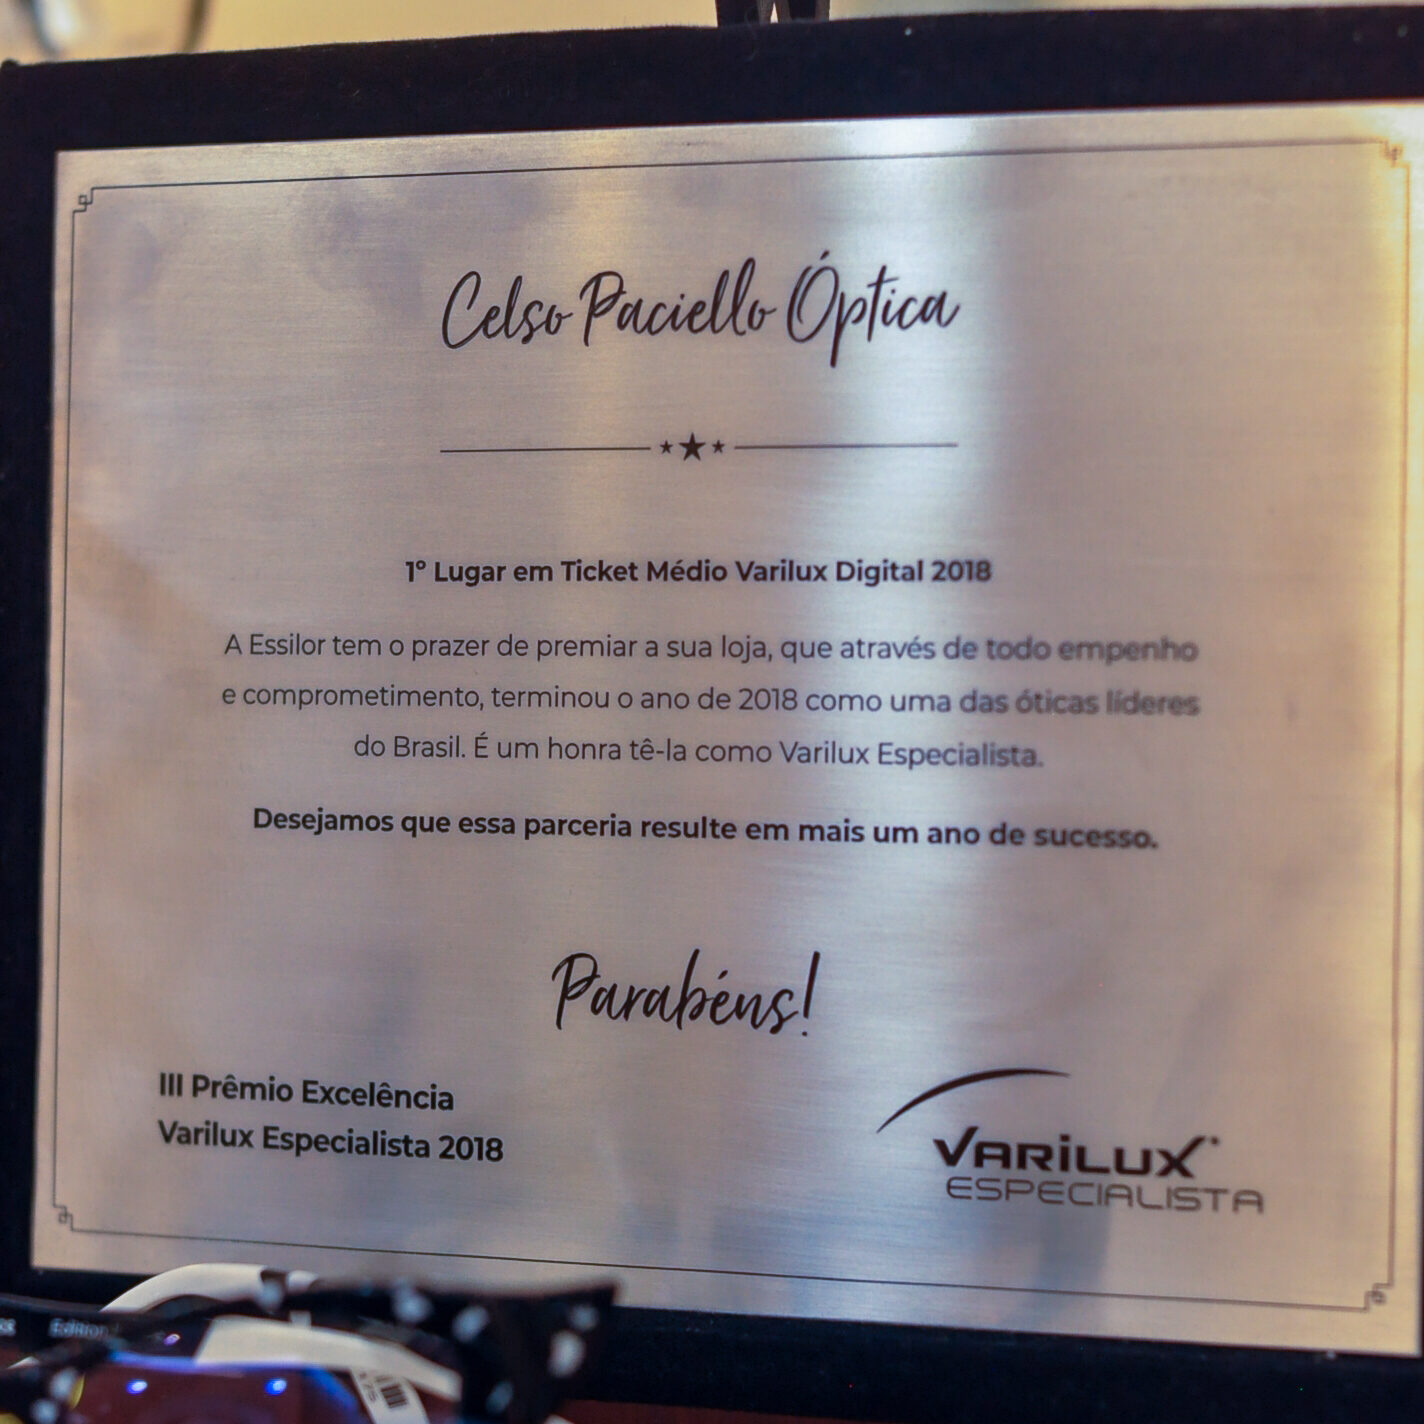 Celso Paciello Óptica
1º Lugar em Ticket Médio Varilux Digital 2018
A Essilor tem o prazer de premiar a sua loja, que através de todo empenho
e comprometimento, terminou o ano de 2018 como uma das óticas líderes
do Brasil. É um honra tê-la como Varilux Especialista.
Desejamos que essa parceria resulte em mais um ano de sucesso.
Parabéns!
III Prêmio Excelência
Varilux Especialista 2018
VARiLUX
ESPECIALISTA
Edition